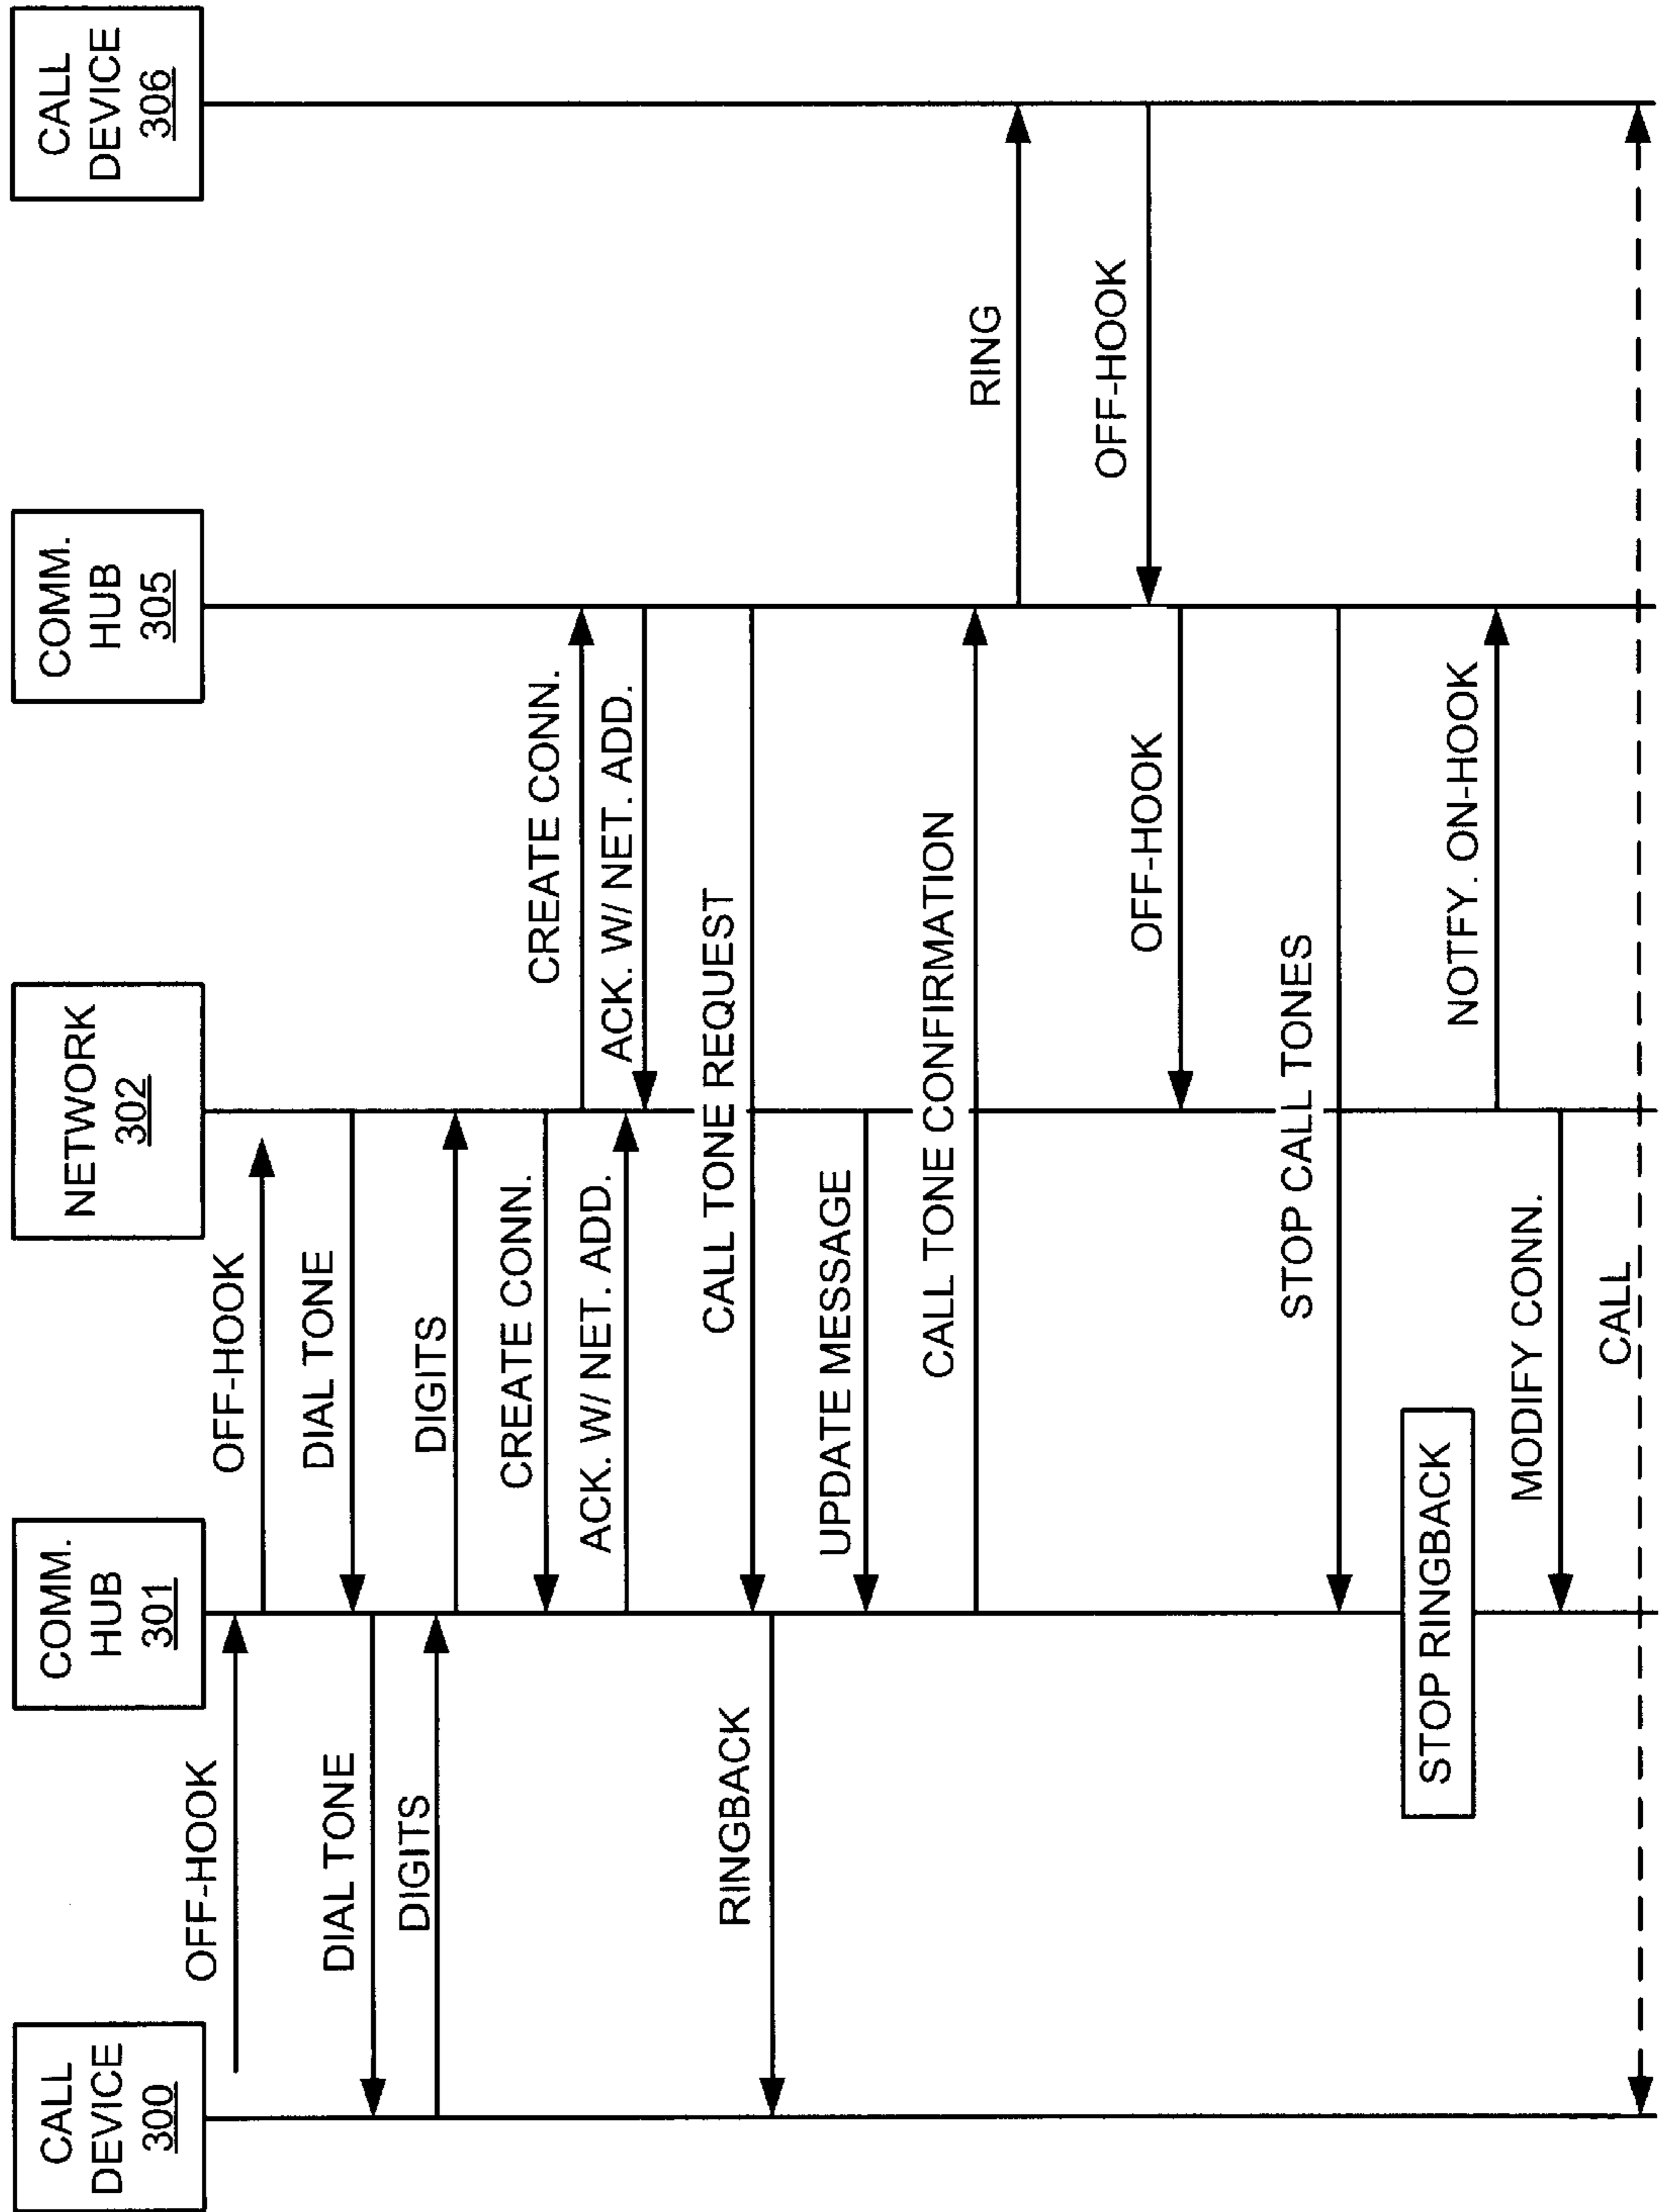 CALL
DEVICE
300
COMM.
HUB
301
NETWORK
302
COMM.
HUB
305
CALL
DEVICE
306
OFF-HOOK
OFF-HOOK
DIAL TONE
DIAL TONE
DIGITS
DIGITS
CREATE CONN.
CREATE CONN.
ACK. W/ NET. ADD.
ACK. W/ NET. ADD.
CALL TONE REQUEST
RINGBACK
UPDATE MESSAGE
CALL TONE CONFIRMATION
RING
OFF-HOOK
OFF-HOOK
STOP CALL TONES
STOP RINGBACK
NOTFY. ON-HOOK
MODIFY CONN.
CALL